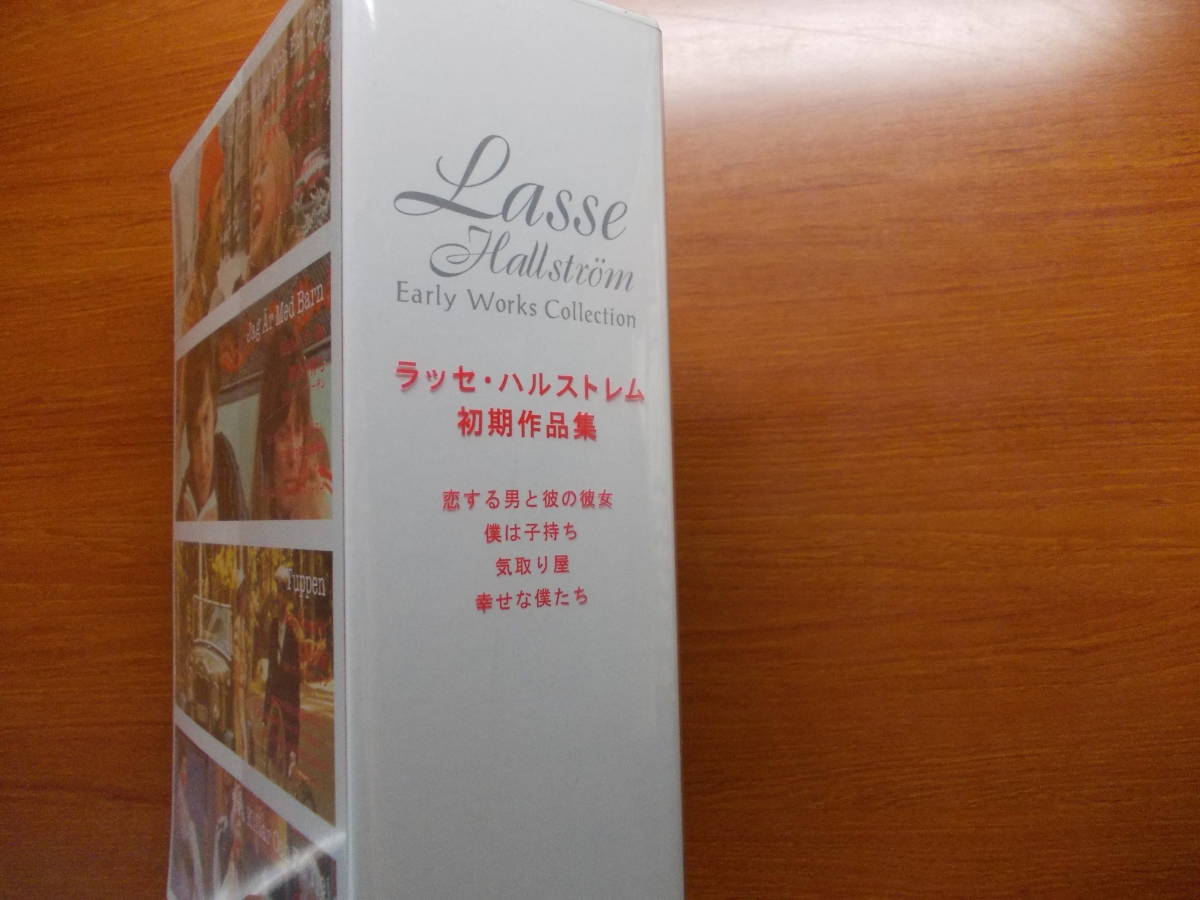 Lasse
Hallström
Early Works Collection
ラッセ・ハルストレム
初期作品集
恋する男と彼の彼女
僕は子持ち
気取り屋
幸せな僕たち
Jag Är Med Barn
Tuppen